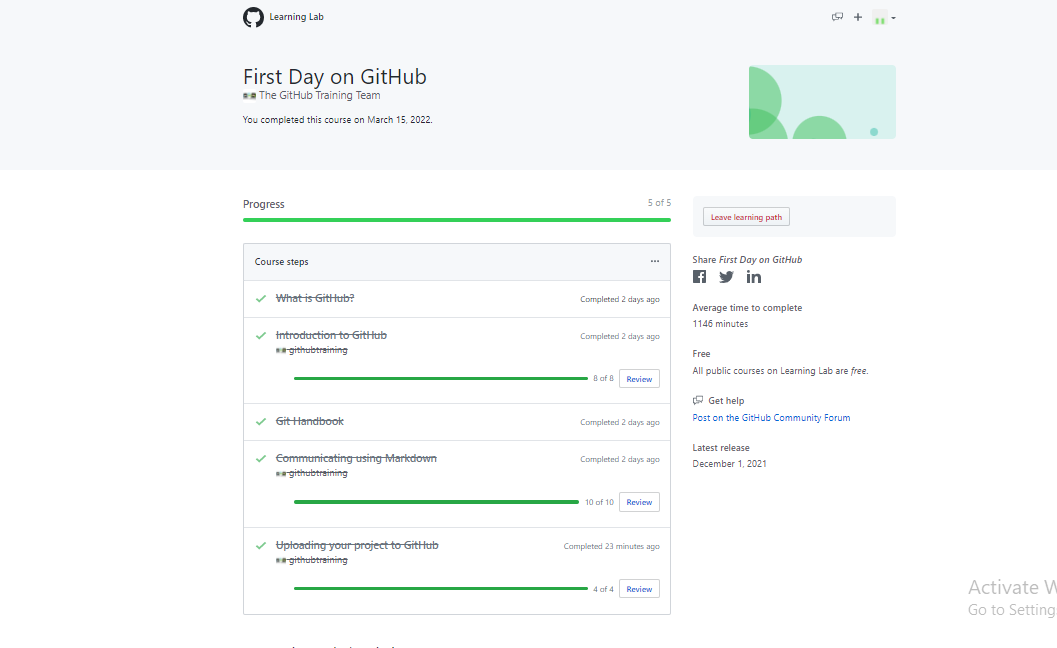 Learning Lab
First Day on GitHub
The GitHub Training Team
You completed this course on March 15, 2022.
Progress
5 of 5
Course steps
What is GitHub?
Completed 2 days ago
Introduction to GitHub
Completed 2 days ago
githubtraining
8 of 8
Review
Git Handbook
Completed 2 days ago
Communicating using Markdown
Completed 2 days ago
githubtraining
10 of 10
Review
Uploading your project to GitHub
Completed 23 minutes ago
githubtraining
4 of 4
Review
Leave learning path
Share First Day on GitHub
Average time to complete
1146 minutes
Free
All public courses on Learning Lab are free.
Get help
Post on the GitHub Community Forum
Latest release
December 1, 2021
Activate W
Go to Setting